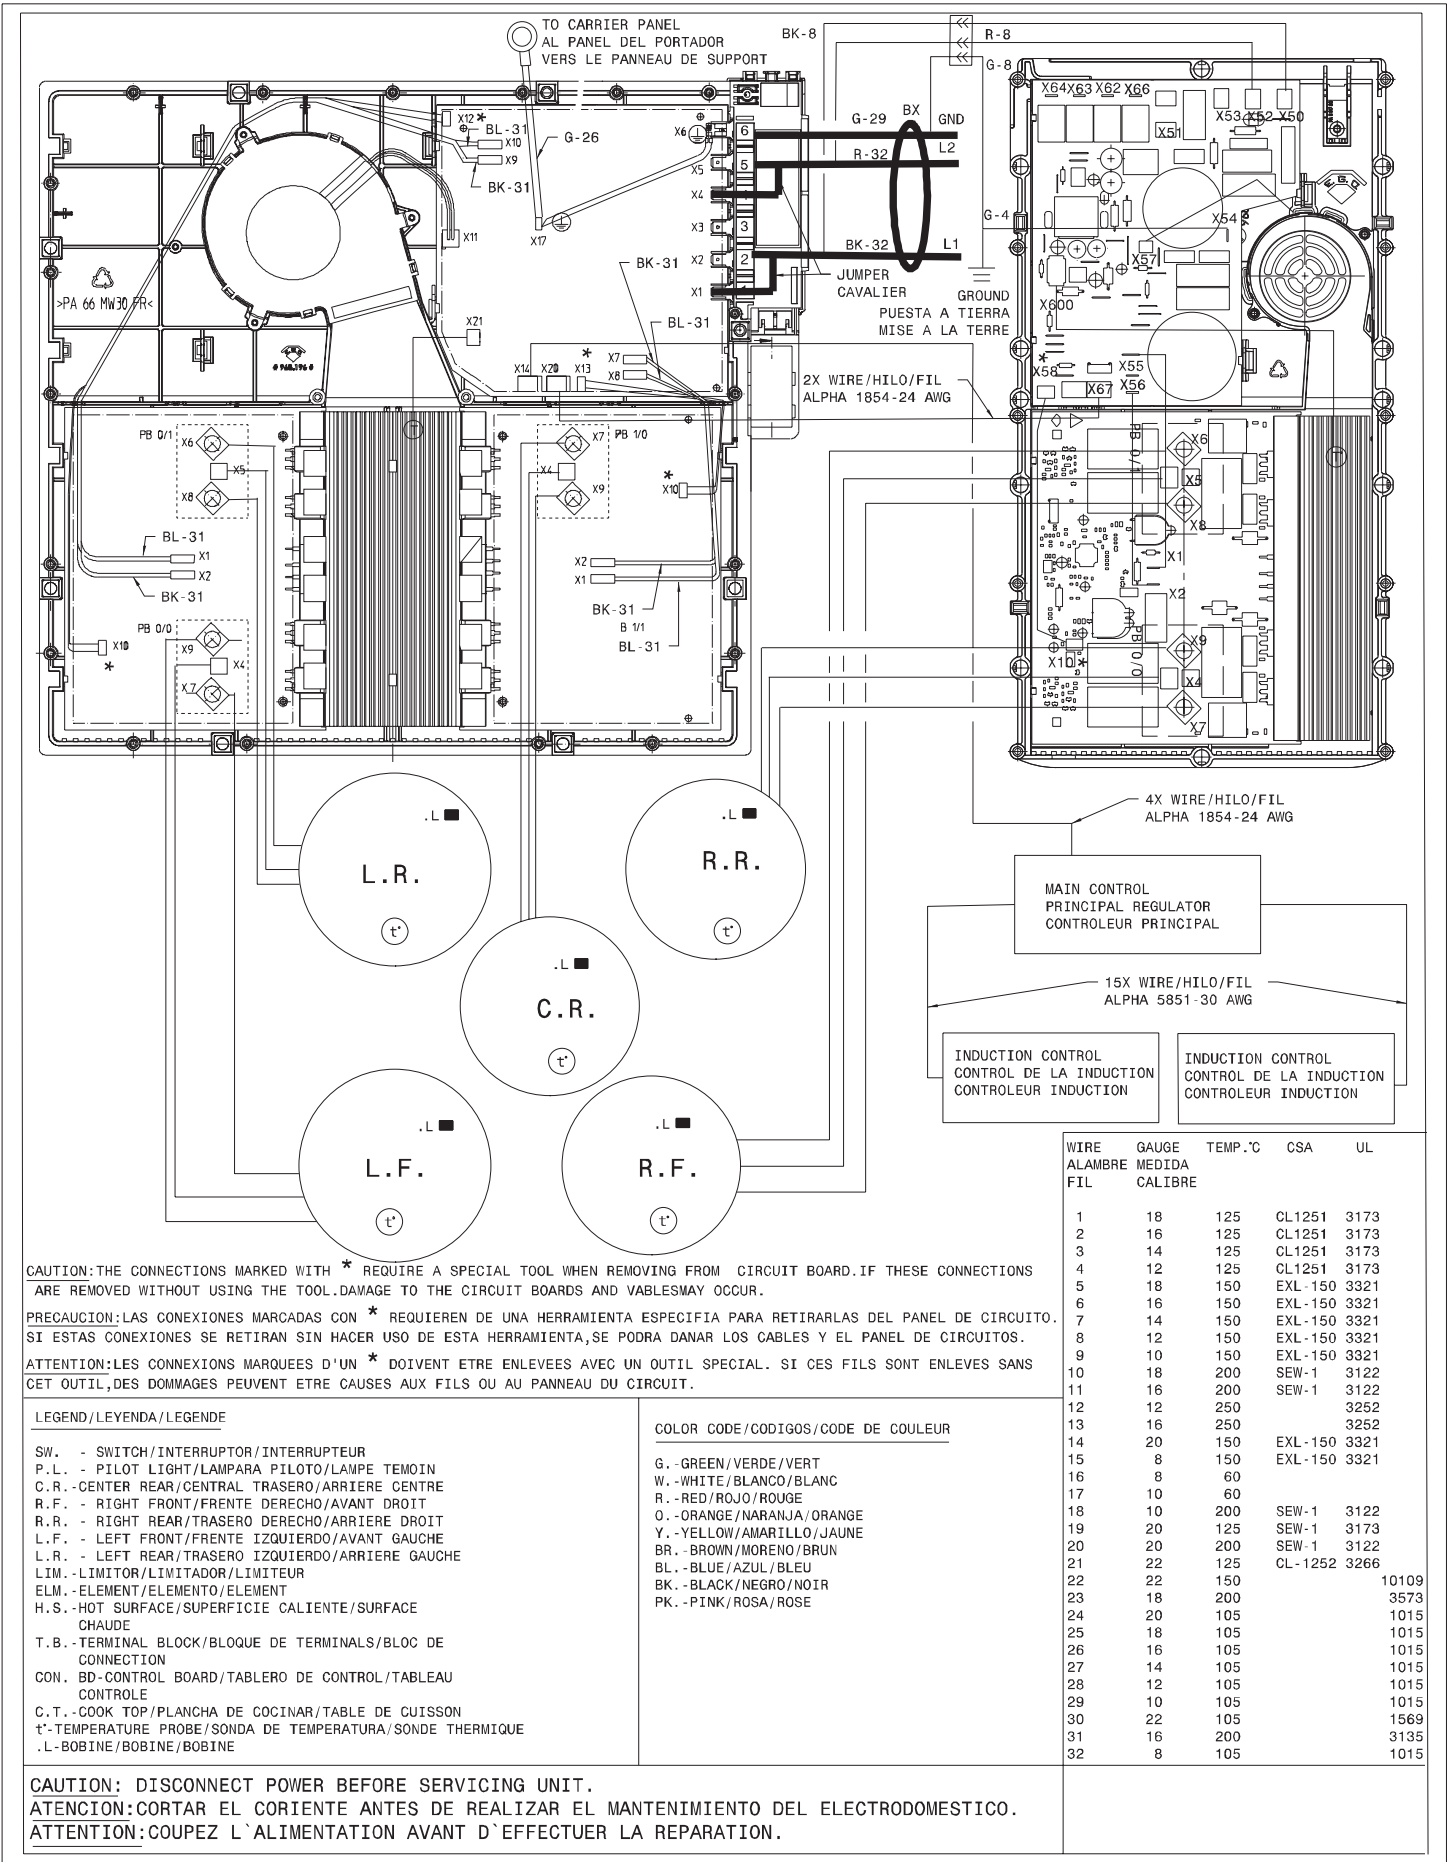 TO CARRIER PANEL
AL PANEL DEL PORTADOR
VERS LE PANNEAU DE SUPPORT
BK-8
R-8
G-8
X64 X63 X62 X66
X53 X52 X50
X51
X12*
BL-31
X10
X9
BK-31
G-26
X6
6
G-29
BX
GND
L2
X5
5
R-32
X4
X3
3
X2
2
X1
BK-32
L1
G-4
X54
X57
X11
X17
BK-31
JUMPER
CAVALIER
GROUND
PUESTA A TIERRA
MISE A LA TERRE
X600
>PA 66 MW30 FR<
X21
BL-31
*
X7
X8
X14
X20
X13
*
X58
X55
X56
X67
2X WIRE/HILO/FIL
ALPHA 1854-24 AWG
PB 0/1
X6
X5
X8
X7
PB 1/0
X4
X9
*
X10
PB 0/1
X6
X5
X8
BL-31
X1
X2
BK-31
X2
X1
BK-31
B 1/1
BL-31
X1
X2
PB 0/0
X9
X4
X7
X10
*
X10*
PB 0/0
X9
X4
X7
.L
L.R.
t°
.L
R.R.
t°
.L
C.R.
t°
.L
L.F.
t°
.L
R.F.
t°
4X WIRE/HILO/FIL
ALPHA 1854-24 AWG
MAIN CONTROL
PRINCIPAL REGULATOR
CONTROLEUR PRINCIPAL
15X WIRE/HILO/FIL
ALPHA 5851-30 AWG
INDUCTION CONTROL
CONTROL DE LA INDUCTION
CONTROLEUR INDUCTION
INDUCTION CONTROL
CONTROL DE LA INDUCTION
CONTROLEUR INDUCTION
WIRE GAUGE TEMP.°C CSA UL
ALAMBRE MEDIDA
FIL CALIBRE
1 18 125 CL1251 3173
2 16 125 CL1251 3173
3 14 125 CL1251 3173
4 12 125 CL1251 3173
5 18 150 EXL-150 3321
6 16 150 EXL-150 3321
7 14 150 EXL-150 3321
8 12 150 EXL-150 3321
9 10 150 EXL-150 3321
10 18 200 SEW-1 3122
11 16 200 SEW-1 3122
12 12 250 3252
13 16 250 3252
14 20 150 EXL-150 3321
15 8 150 EXL-150 3321
16 8 60
17 10 60
18 10 200 SEW-1 3122
19 20 125 SEW-1 3173
20 20 200 SEW-1 3122
21 22 125 CL-1252 3266
22 22 150 10109
23 18 200 3573
24 20 105 1015
25 18 105 1015
26 16 105 1015
27 14 105 1015
28 12 105 1015
29 10 105 1015
30 22 105 1569
31 16 200 3135
32 8 105 1015
CAUTION:THE CONNECTIONS MARKED WITH * REQUIRE A SPECIAL TOOL WHEN REMOVING FROM CIRCUIT BOARD.IF THESE CONNECTIONS
ARE REMOVED WITHOUT USING THE TOOL.DAMAGE TO THE CIRCUIT BOARDS AND VABLESMAY OCCUR.
PRECAUCION:LAS CONEXIONES MARCADAS CON * REQUIEREN DE UNA HERRAMIENTA ESPECIFIA PARA RETIRARLAS DEL PANEL DE CIRCUITO.
SI ESTAS CONEXIONES SE RETIRAN SIN HACER USO DE ESTA HERRAMIENTA,SE PODRA DANAR LOS CABLES Y EL PANEL DE CIRCUITOS.
ATTENTION:LES CONNEXIONS MARQUEES D'UN * DOIVENT ETRE ENLEVEES AVEC UN OUTIL SPECIAL. SI CES FILS SONT ENLEVES SANS
CET OUTIL,DES DOMMAGES PEUVENT ETRE CAUSES AUX FILS OU AU PANNEAU DU CIRCUIT.
LEGEND/LEYENDA/LEGENDE
SW. - SWITCH/INTERRUPTOR/INTERRUPTEUR
P.L. - PILOT LIGHT/LAMPARA PILOTO/LAMPE TEMOIN
C.R.-CENTER REAR/CENTRAL TRASERO/ARRIERE CENTRE
R.F. - RIGHT FRONT/FRENTE DERECHO/AVANT DROIT
R.R. - RIGHT REAR/TRASERO DERECHO/ARRIERE DROIT
L.F. - LEFT FRONT/FRENTE IZQUIERDO/AVANT GAUCHE
L.R. - LEFT REAR/TRASERO IZQUIERDO/ARRIERE GAUCHE
LIM.-LIMITOR/LIMITADOR/LIMITEUR
ELM.-ELEMENT/ELEMENTO/ELEMENT
H.S.-HOT SURFACE/SUPERFICIE CALIENTE/SURFACE
CHAUDE
T.B.-TERMINAL BLOCK/BLOQUE DE TERMINALS/BLOC DE
CONNECTION
CON. BD-CONTROL BOARD/TABLERO DE CONTROL/TABLEAU
CONTROLE
C.T.-COOK TOP/PLANCHA DE COCINAR/TABLE DE CUISSON
t°-TEMPERATURE PROBE/SONDA DE TEMPERATURA/SONDE THERMIQUE
.L-BOBINE/BOBINE/BOBINE
COLOR CODE/CODIGOS/CODE DE COULEUR
G.-GREEN/VERDE/VERT
W.-WHITE/BLANCO/BLANC
R.-RED/ROJO/ROUGE
O.-ORANGE/NARANJA/ORANGE
Y.-YELLOW/AMARILLO/JAUNE
BR.-BROWN/MORENO/BRUN
BL.-BLUE/AZUL/BLEU
BK.-BLACK/NEGRO/NOIR
PK.-PINK/ROSA/ROSE
CAUTION: DISCONNECT POWER BEFORE SERVICING UNIT.
ATENCION:CORTAR EL CORIENTE ANTES DE REALIZAR EL MANTENIMIENTO DEL ELECTRODOMESTICO.
ATTENTION:COUPEZ L`ALIMENTATION AVANT D`EFFECTUER LA REPARATION.